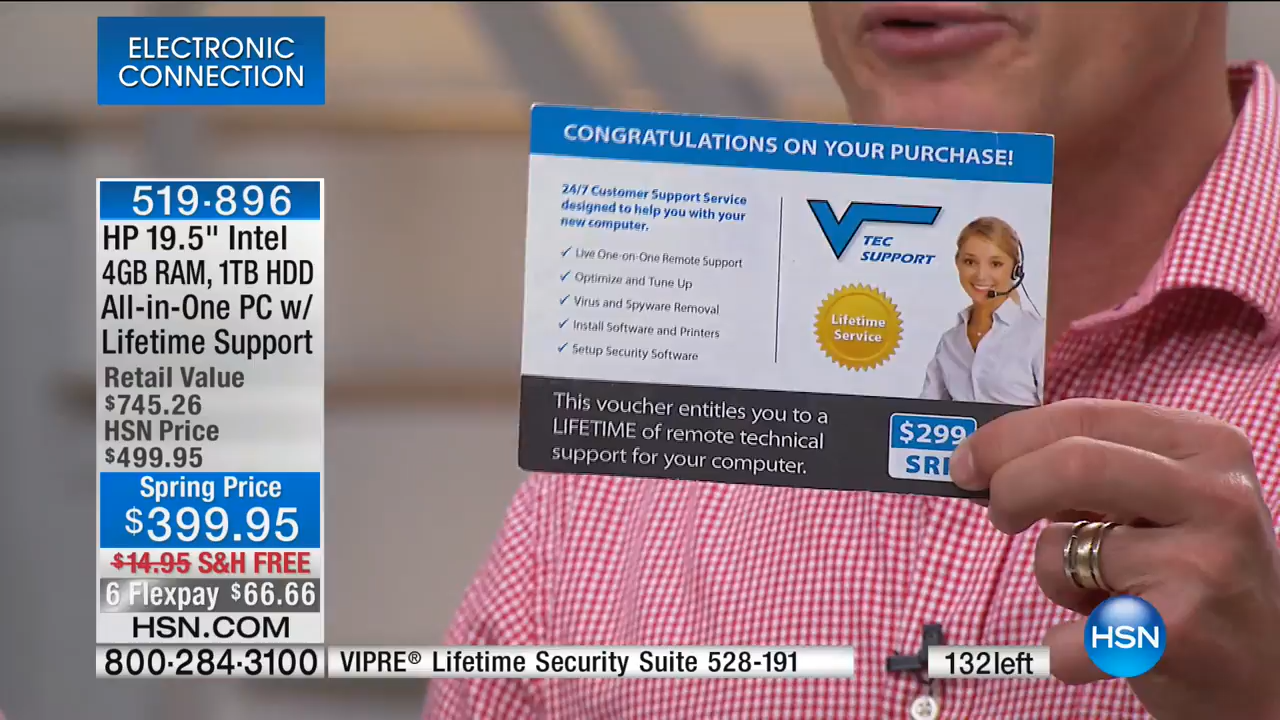 ELECTRONIC
CONNECTION
519-896
HP 19.5" Intel
4GB RAM, 1TB HDD
All-in-One PC w/
Lifetime Support
Retail Value
$745.26
HSN Price
$499.95
Spring Price
$399.95
$14.95 S&H FREE
6 Flexpay $66.66
HSN.COM
800·284·3100
VIPRE® Lifetime Security Suite 528-191
132left
HSN
CONGRATULATIONS ON YOUR PURCHASE!
24/7 Customer Support Service
designed to help you with your
new computer.
✓ Live One-on-One Remote Support
✓ Optimize and Tune Up
✓ Virus and Spyware Removal
✓ Install Software and Printers
✓ Setup Security Software
V TEC
SUPPORT
Lifetime
Service
This voucher entitles you to a
LIFETIME of remote technical
support for your computer.
$299